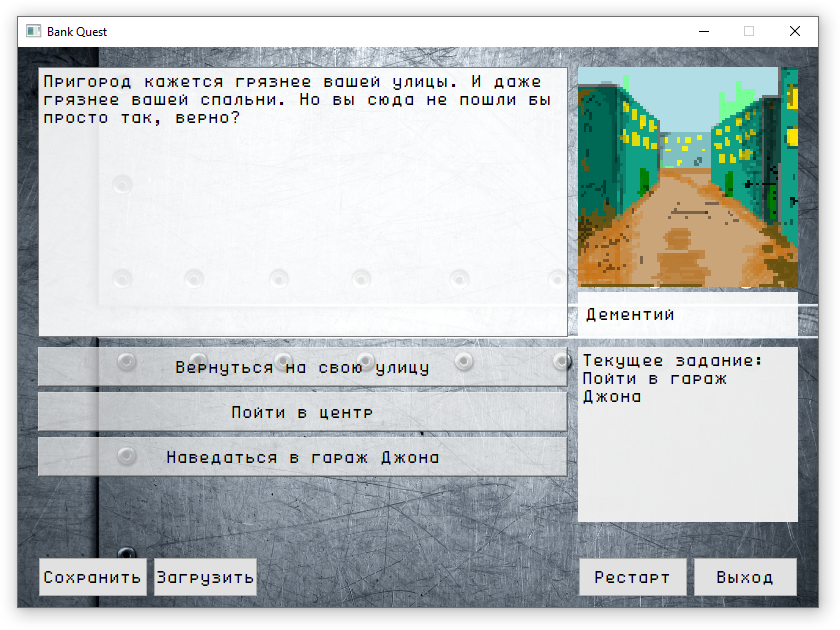 Bank Quest
Пригород кажется грязнее вашей улицы. И даже
грязнее вашей спальни. Но вы сюда не пошли бы
просто так, верно?
Дементий
Вернуться на свою улицу
Пойти в центр
Наведаться в гараж Джона
Текущее задание:
Пойти в гараж
Джона
Сохранить
Загрузить
Рестарт
Выход